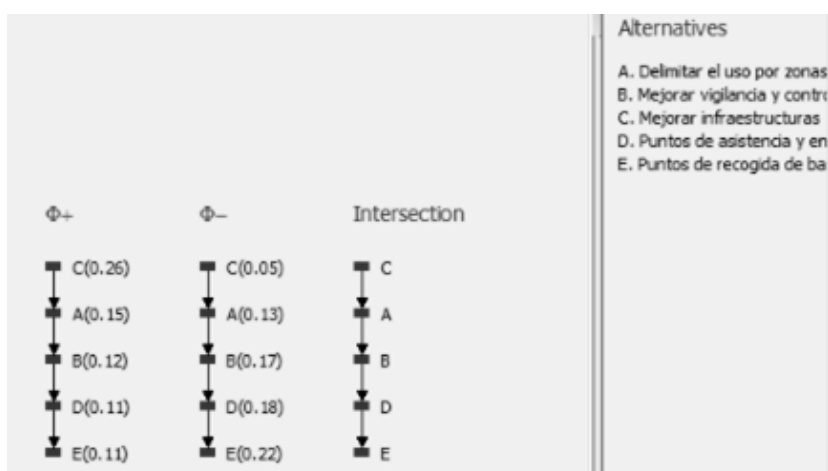 Alternatives
A. Delimitar el uso por zonas
B. Mejorar vigilancia y contro
C. Mejorar infraestructuras
D. Puntos de asistencia y en
E. Puntos de recogida de ba
Φ+ Φ− Intersection
C(0.26) C(0.05) C
A(0.15) A(0.13) A
B(0.12) B(0.17) B
D(0.11) D(0.18) D
E(0.11) E(0.22) E